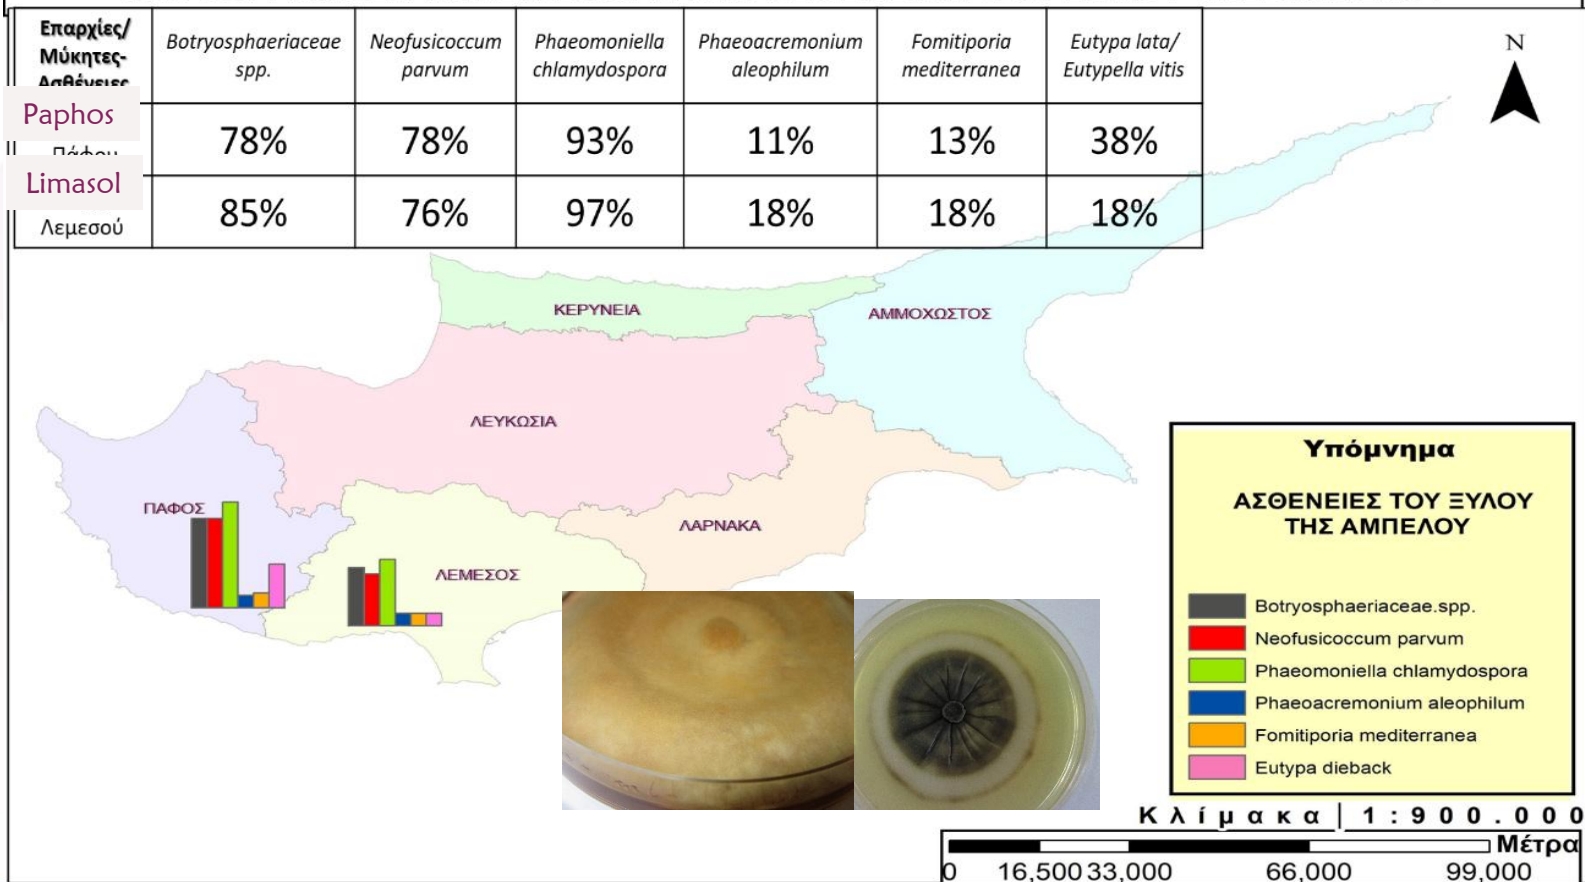 Επαρχίες/
Μύκητες-
Ασθένειες
Botryosphaeriaceae
spp.
Neofusicoccum
parvum
Phaeomoniella
chlamydospora
Phaeoacremonium
aleophilum
Fomitiporia
mediterranea
Eutypa lata/
Eutypella vitis
N
Paphos
Πάφου
78%
78%
93%
11%
13%
38%
Limasol
Λεμεσού
85%
76%
97%
18%
18%
18%
ΚΕΡΥΝΕΙΑ
ΑΜΜΟΧΩΣΤΟΣ
ΛΕΥΚΩΣΙΑ
ΠΑΦΟΣ
ΛΑΡΝΑΚΑ
ΛΕΜΕΣΟΣ
Υπόμνημα
ΑΣΘΕΝΕΙΕΣ ΤΟΥ ΞΥΛΟΥ
ΤΗΣ ΑΜΠΕΛΟΥ
Botryosphaeriaceae.spp.
Neofusicoccum parvum
Phaeomoniella chlamydospora
Phaeoacremonium aleophilum
Fomitiporia mediterranea
Eutypa dieback
Κλίμακα | 1:900.000
Μέτρα
0 16,500 33,000 66,000 99,000